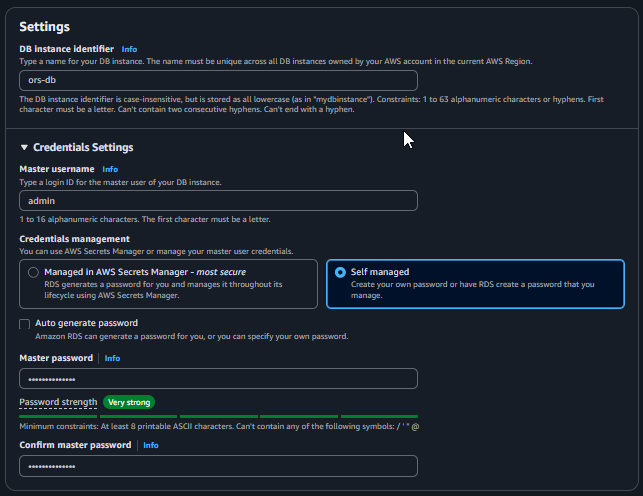 Settings
DB instance identifier Info
Type a name for your DB instance. The name must be unique across all DB instances owned by your AWS account in the current AWS Region.
ors-db
The DB instance identifier is case-insensitive, but is stored as all lowercase (as in "mydbinstance"). Constraints: 1 to 63 alphanumeric characters or hyphens. First
character must be a letter. Can't contain two consecutive hyphens. Can't end with a hyphen.
Credentials Settings
Master username Info
Type a login ID for the master user of your DB instance.
admin
1 to 16 alphanumeric characters. The first character must be a letter.
Credentials management
You can use AWS Secrets Manager or manage your master user credentials.
Managed in AWS Secrets Manager - most secure
RDS generates a password for you and manages it throughout its
lifecycle using AWS Secrets Manager.
Self managed
Create your own password or have RDS create a password that you
manage.
Auto generate password
Amazon RDS can generate a password for you, or you can specify your own password.
Master password Info
••••••••••••••
Password strength Very strong
Minimum constraints: At least 8 printable ASCII characters. Can't contain any of the following symbols: / ' " @
Confirm master password Info
••••••••••••••